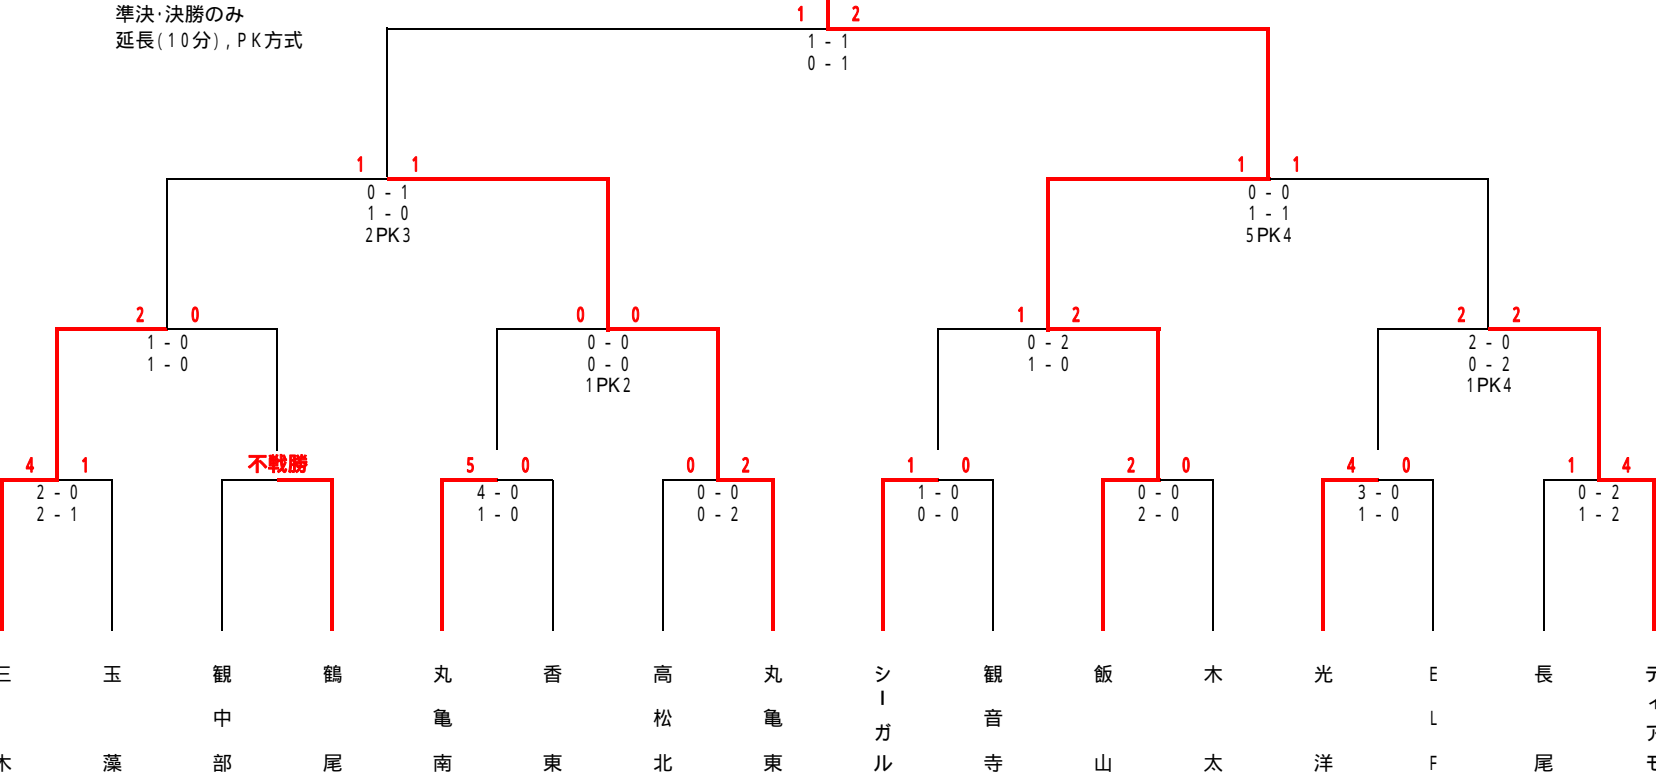 準決・決勝のみ
延長(10分),PK方式
1 2
1 - 1
0 - 1
1 1
0 - 1
1 - 0
2PK3
1 1
0 - 0
1 - 1
5PK4
2 0
1 - 0
1 - 0
0 0
0 - 0
0 - 0
1PK2
1 2
0 - 2
1 - 0
2 2
2 - 0
0 - 2
1PK4
4 1
2 - 0
2 - 1
不戦勝
5 0
4 - 0
1 - 0
0 2
0 - 0
0 - 2
1 0
1 - 0
0 - 0
2 0
0 - 0
2 - 0
4 0
3 - 0
1 - 0
1 4
0 - 2
1 - 2
三木
玉藻
観中部
鶴尾
丸亀南
香東
高松北
丸亀東
シーガル
観音寺
飯山
木太
光洋
ELF
長尾
ディアモ